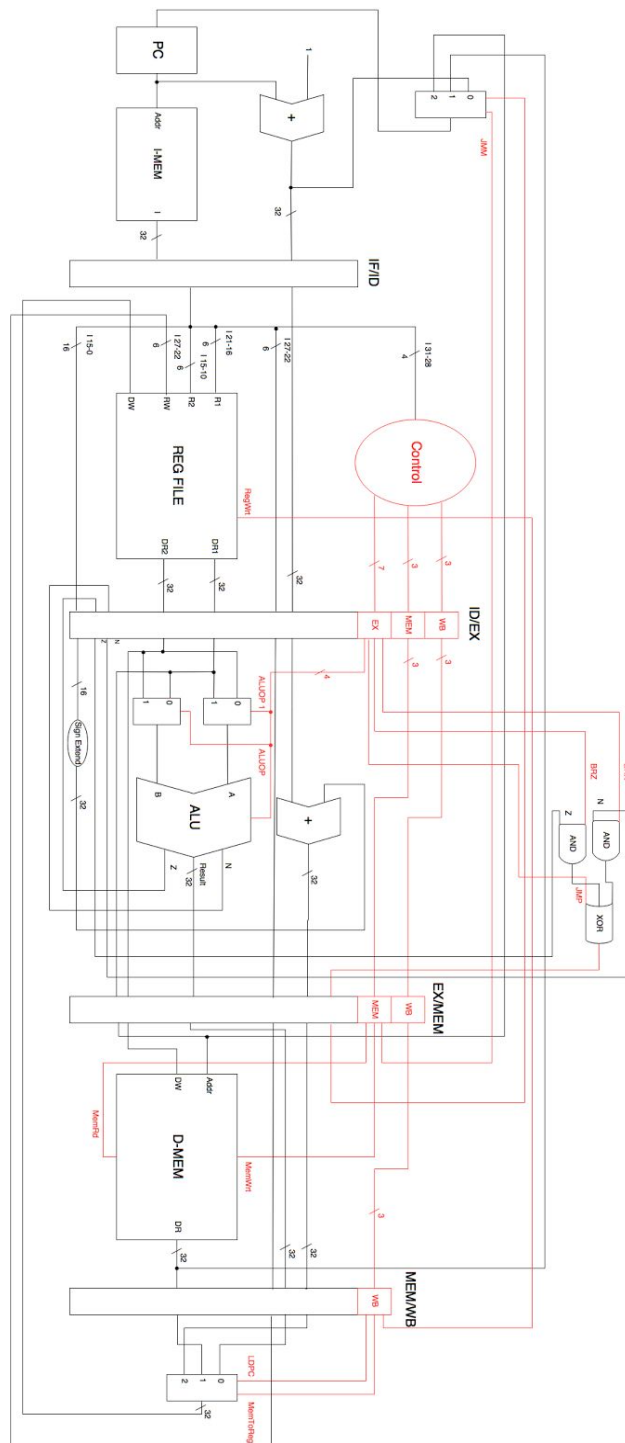 PC
Addr
I-MEM
I
32
1
+
32
2
1
0
JMM
IF/ID
I 31-28
4
Control
I 27-22
6
I 21-16
6
I 15-10
6
I 27-22
6
I 15-0
16
R1
R2
RW
DW
REG FILE
DR1
DR2
RegWrt
32
32
32
3
3
7
ID/EX
WB
MEM
EX
N
Z
3
3
4
ALUOP 1
ALUOP
0
1
0
1
A
B
ALU
N
Result
32
Z
+
32
16
Sign Extend
32
BRZ
N
Z
AND
AND
JMP
XOR
EX/MEM
WB
MEM
Addr
DW
D-MEM
DR
MemRd
MemWrt
3
32
32
32
MEM/WB
WB
LDPC
MemToReg
0
1
2
32